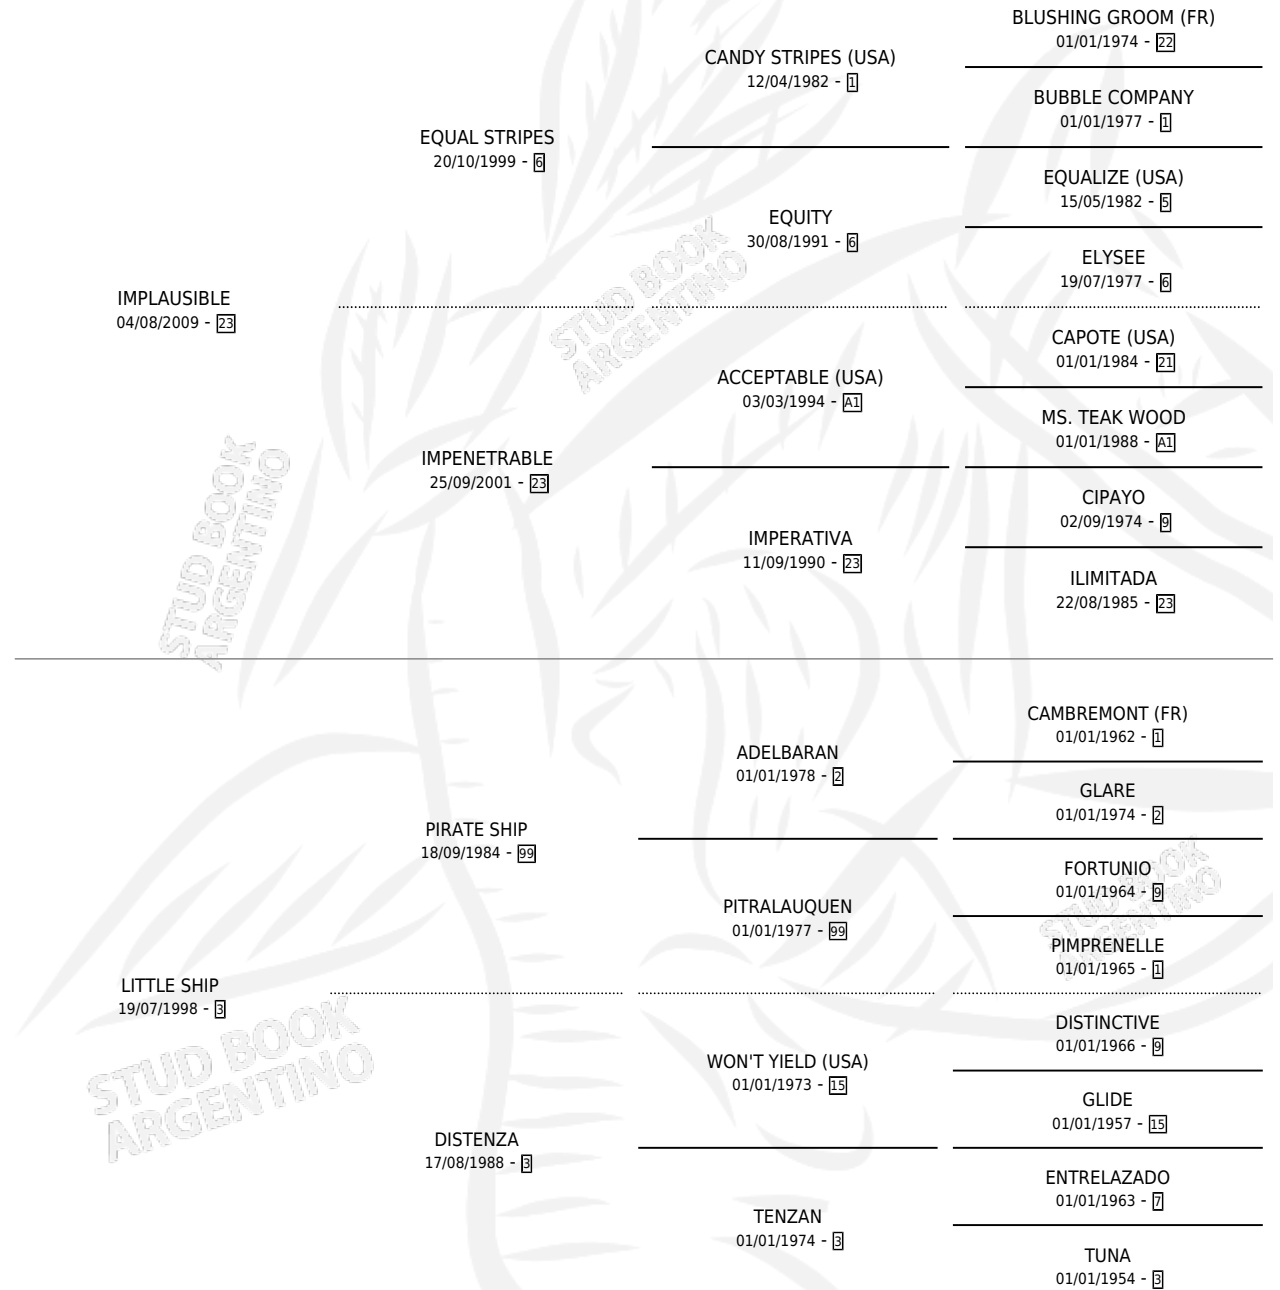 BLUSHING GROOM (FR)
01/01/1974 - 22
CANDY STRIPES (USA)
12/04/1982 - 1
BUBBLE COMPANY
01/01/1977 - 1
EQUAL STRIPES
20/10/1999 - 6
EQUALIZE (USA)
15/05/1982 - 5
EQUITY
30/08/1991 - 6
ELYSEE
19/07/1977 - 6
IMPLAUSIBLE
04/08/2009 - 23
CAPOTE (USA)
01/01/1984 - 21
ACCEPTABLE (USA)
03/03/1994 - A1
MS. TEAK WOOD
01/01/1988 - A1
IMPENETRABLE
25/09/2001 - 23
CIPAYO
02/09/1974 - 9
IMPERATIVA
11/09/1990 - 23
ILIMITADA
22/08/1985 - 23
CAMBREMONT (FR)
01/01/1962 - 1
ADELBARAN
01/01/1978 - 2
GLARE
01/01/1974 - 2
PIRATE SHIP
18/09/1984 - 99
FORTUNIO
01/01/1964 - 9
PITRALAUQUEN
01/01/1977 - 99
PIMPRENELLE
01/01/1965 - 1
LITTLE SHIP
19/07/1998 - 3
DISTINCTIVE
01/01/1966 - 9
WON'T YIELD (USA)
01/01/1973 - 15
GLIDE
01/01/1957 - 15
DISTENZA
17/08/1988 - 3
ENTRELAZADO
01/01/1963 - 7
TENZAN
01/01/1974 - 3
TUNA
01/01/1954 - 3
STUD BOOK
ARGENTINO
STUD BOOK
ARGENTINO
STUD BOOK
ARGENTINO
STUD BOOK
ARGENTINO